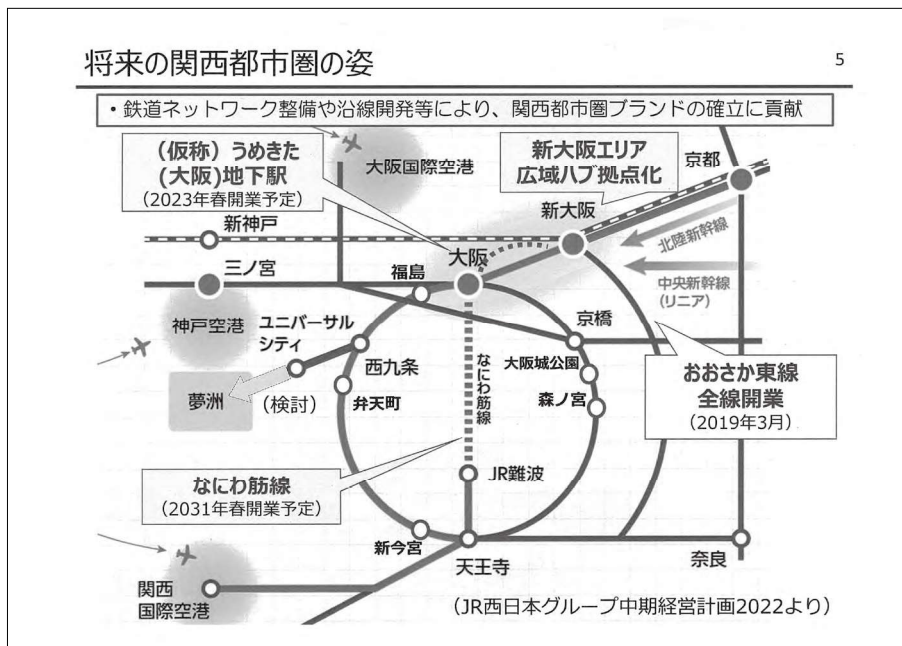 将来の関西都市圏の姿
5
・鉄道ネットワーク整備や沿線開発等により、関西都市圏ブランドの確立に貢献
（仮称）うめきた
(大阪)地下駅
（2023年春開業予定）
大阪国際空港
新大阪エリア
広域ハブ拠点化
京都
新神戸
新大阪
北陸新幹線
大阪
三ノ宮
福島
中央新幹線
（リニア）
神戸空港
ユニバーサル
シティ
京橋
西九条
大阪城公園
なにわ筋線
おおさか東線
全線開業
（2019年3月）
夢洲
（検討）
弁天町
森ノ宮
なにわ筋線
（2031年春開業予定）
JR難波
新今宮
天王寺
奈良
関西
国際空港
（JR西日本グループ中期経営計画2022より）